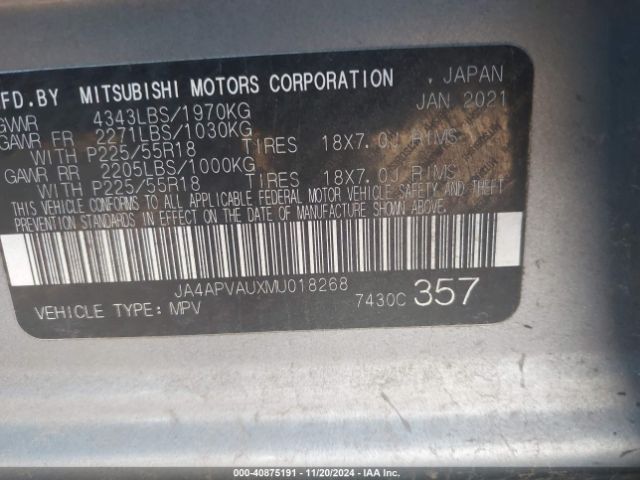 MFD.BY MITSUBISHI MOTORS CORPORATION , JAPAN
GVWR 4343LBS/1970KG JAN 2021
GAWR FR 2271LBS/1030KG
WITH P225/55R18 TIRES 18X7.0J RIMS
GAWR RR 2205LBS/1000KG
WITH P225/55R18 TIRES 18X7.0J RIMS
THIS VEHICLE CONFORMS TO ALL APPLICABLE FEDERAL MOTOR VEHICLE SAFETY AND THEFT
PREVENTION STANDARDS IN EFFECT ON THE DATE OF MANUFACTURE SHOWN ABOVE.
JA4APVAUXMU018268
VEHICLE TYPE: MPV 7430C 357
000-40875191 - 11/20/2024 - IAA Inc.